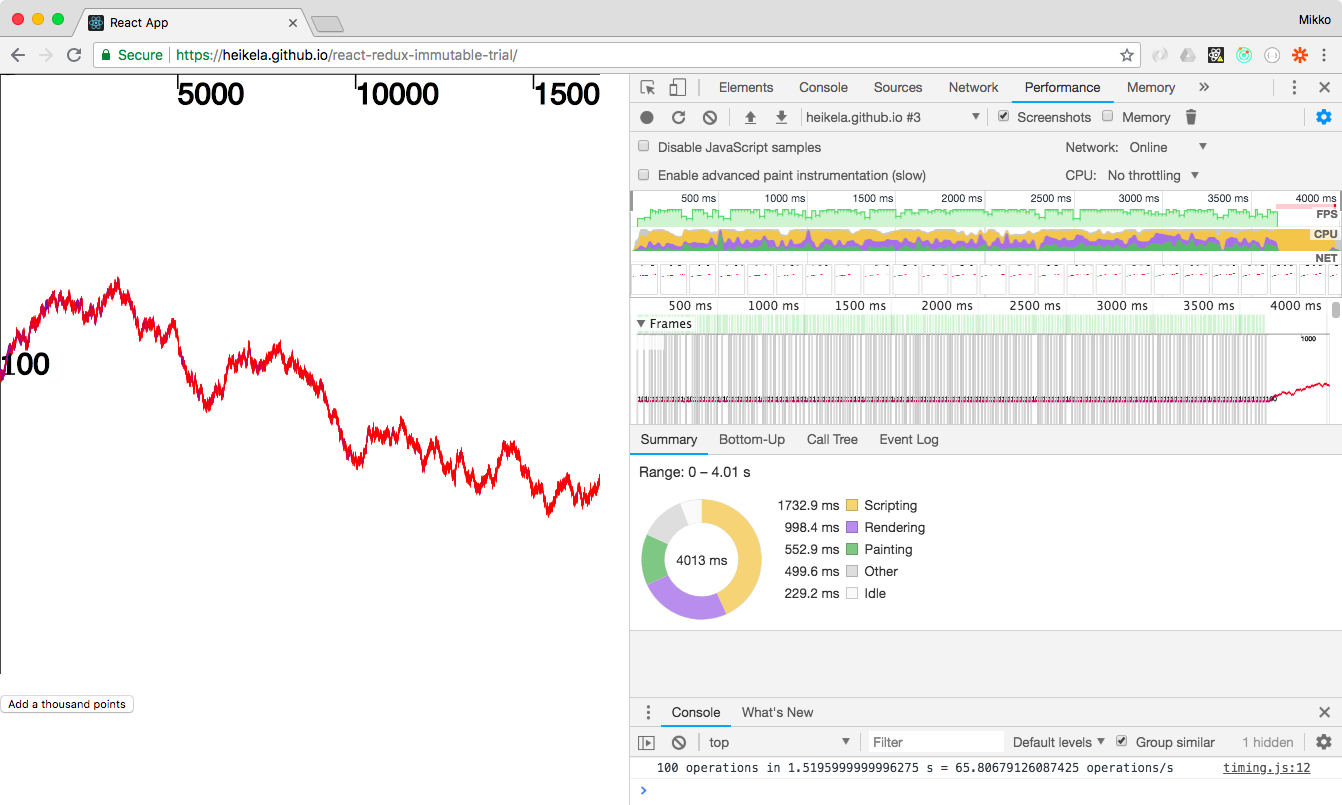 React App
Mikko
Secure https://heikela.github.io/react-redux-immutable-trial/
5000 10000 1500
100
Add a thousand points
Elements Console Sources Network Performance Memory
heikela.github.io #3 Screenshots Memory
Disable JavaScript samples Network: Online
Enable advanced paint instrumentation (slow) CPU: No throttling
500 ms 1000 ms 1500 ms 2000 ms 2500 ms 3000 ms 3500 ms 4000 ms
FPS
CPU
NET
500 ms 1000 ms 1500 ms 2000 ms 2500 ms 3000 ms 3500 ms 4000 ms
Frames
1000
Summary Bottom-Up Call Tree Event Log
Range: 0 – 4.01 s
4013 ms
1732.9 ms Scripting
998.4 ms Rendering
552.9 ms Painting
499.6 ms Other
229.2 ms Idle
Console What's New
top Filter Default levels Group similar 1 hidden
100 operations in 1.5195999999996275 s = 65.80679126087425 operations/s timing.js:12